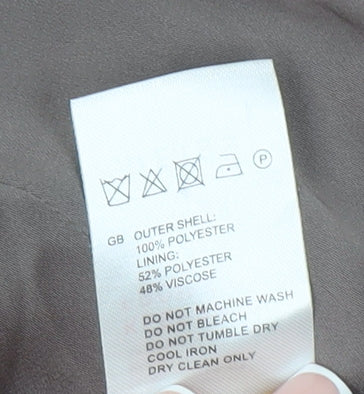 P
GB OUTER SHELL:
100% POLYESTER
LINING:
52% POLYESTER
48% VISCOSE
DO NOT MACHINE WASH
DO NOT BLEACH
DO NOT TUMBLE DRY
COOL IRON
DRY CLEAN ONLY